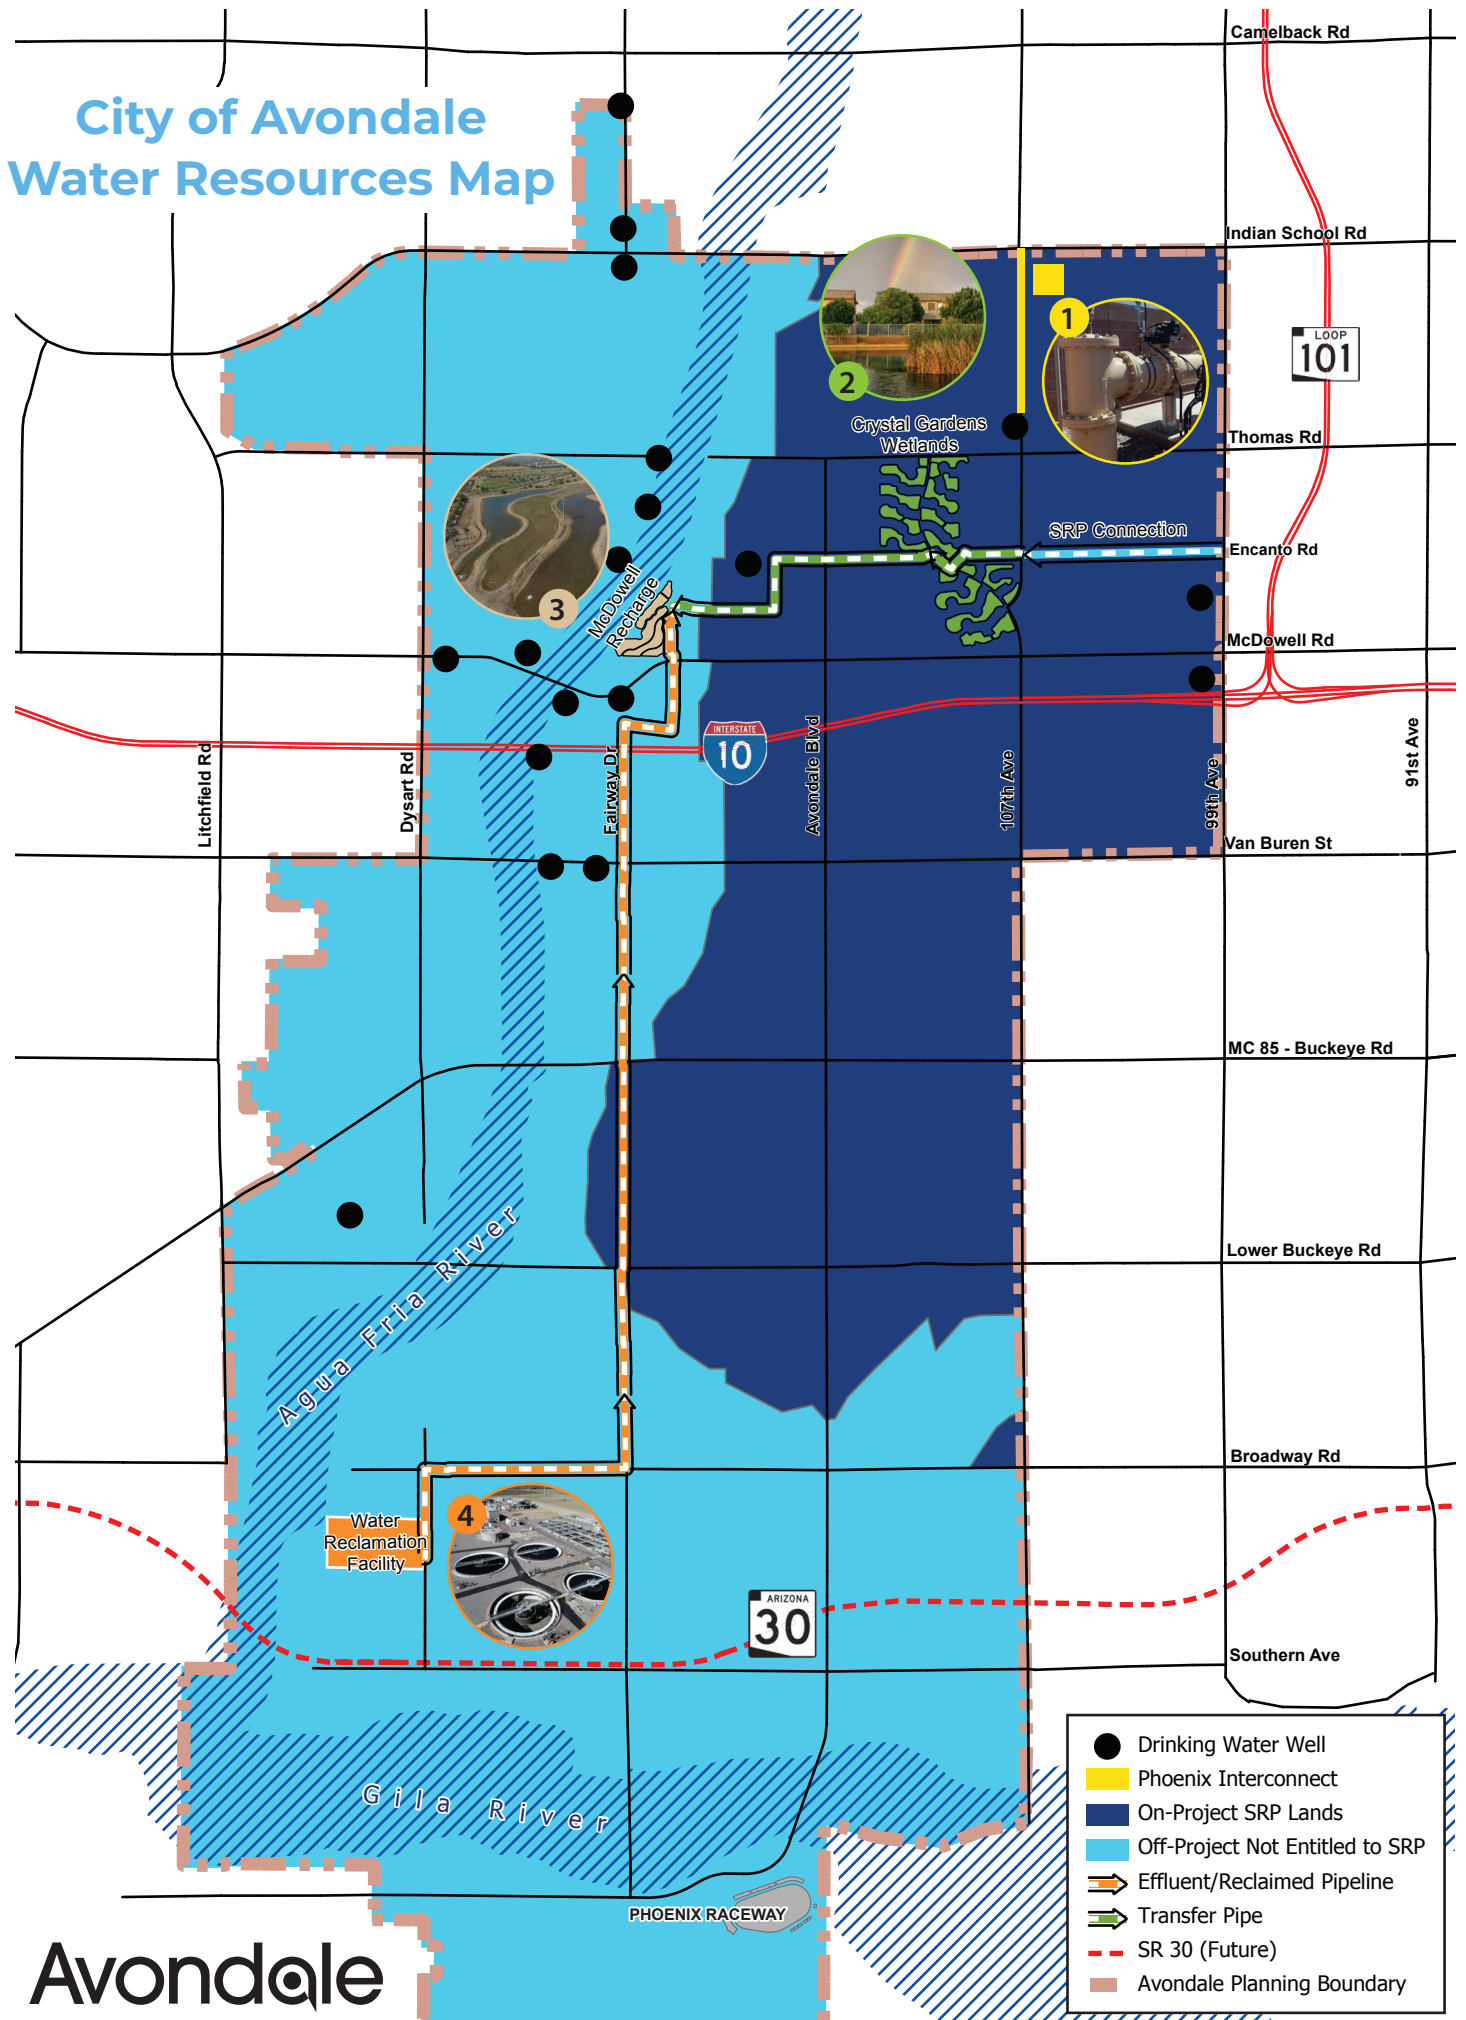 City of Avondale
Water Resources Map
Camelback Rd
Indian School Rd
LOOP
101
1
2
Crystal Gardens
Wetlands
Thomas Rd
SRP Connection
Encanto Rd
3
McDowell
Recharge
McDowell Rd
INTERSTATE
10
Litchfield Rd
Dysart Rd
Fairway Dr
Avondale Blvd
107th Ave
99th Ave
91st Ave
Van Buren St
MC 85 - Buckeye Rd
Agua Fria River
Lower Buckeye Rd
Broadway Rd
4
Water
Reclamation
Facility
ARIZONA
30
Southern Ave
Gila River
PHOENIX RACEWAY
Drinking Water Well
Phoenix Interconnect
On-Project SRP Lands
Off-Project Not Entitled to SRP
Effluent/Reclaimed Pipeline
Transfer Pipe
SR 30 (Future)
Avondale Planning Boundary
Avondale